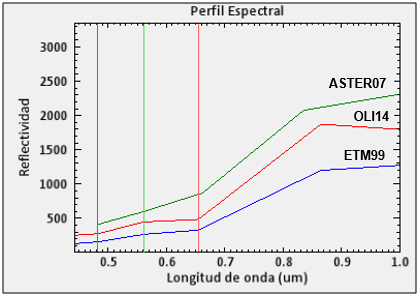 Perfil Espectral
3000
2500
2000
1500
1000
500
Reflectividad
ASTER07
OLI14
ETM99
0.5 0.6 0.7 0.8 0.9 1.0
Longitud de onda (um)